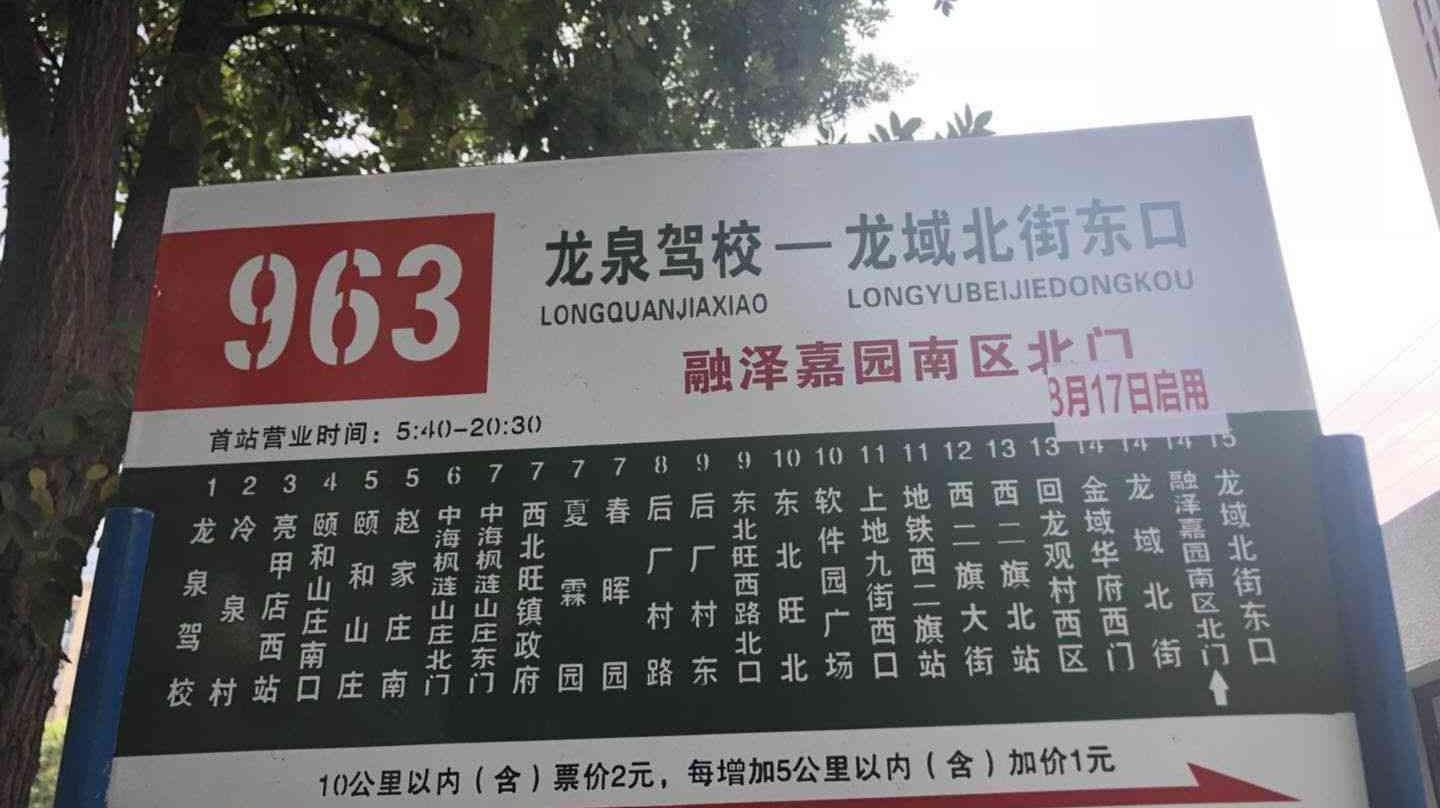 963
龙泉驾校—龙域北街东口
LONGQUANJIAXIAO LONGYUBEIJIEDONGKOU
融泽嘉园南区北门
8月17日启用
首站营业时间：5:40-20:30
1 2 3 4 5 5 6 7 7 7 7 8 9 9 10 10 11 11 12 13 13 14 14 14 15
龙泉驾校
冷泉村
亮甲店西站
颐和山庄南口
颐和山庄
赵家庄南
中海枫涟山庄北门
中海枫涟山庄东门
西北旺镇政府
夏霖园
春晖园
后厂村路
后厂村东
东北旺西路北口
东北旺北
软件园广场
上地九街西口
地铁西二旗站
西二旗大街
西二旗北站
回龙观村西区
金域华府西门
龙域北街
融泽嘉园南区北门
龙域北街东口
10公里以内（含）票价2元，每增加5公里以内（含）加价1元